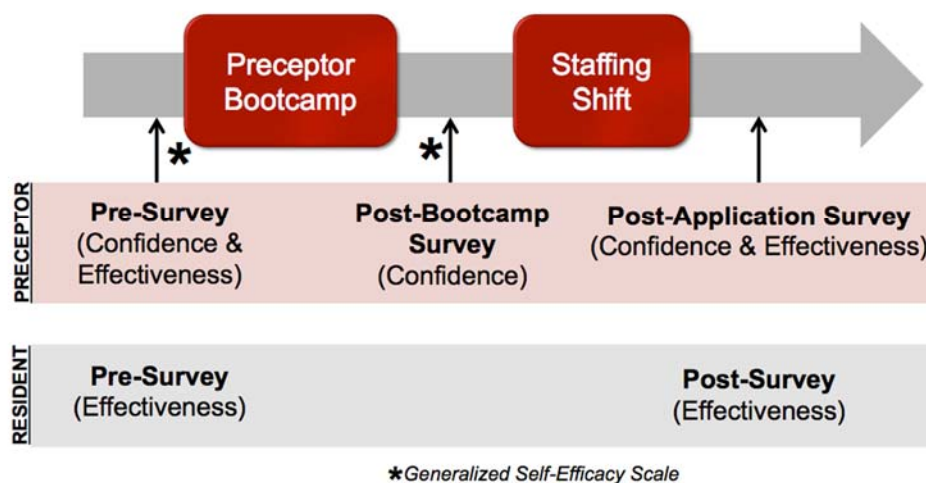 Preceptor
Bootcamp
Staffing
Shift
*
*
PRECEPTOR
Pre-Survey
(Confidence &
Effectiveness)
Post-Bootcamp
Survey
(Confidence)
Post-Application Survey
(Confidence & Effectiveness)
RESIDENT
Pre-Survey
(Effectiveness)
Post-Survey
(Effectiveness)
*Generalized Self-Efficacy Scale